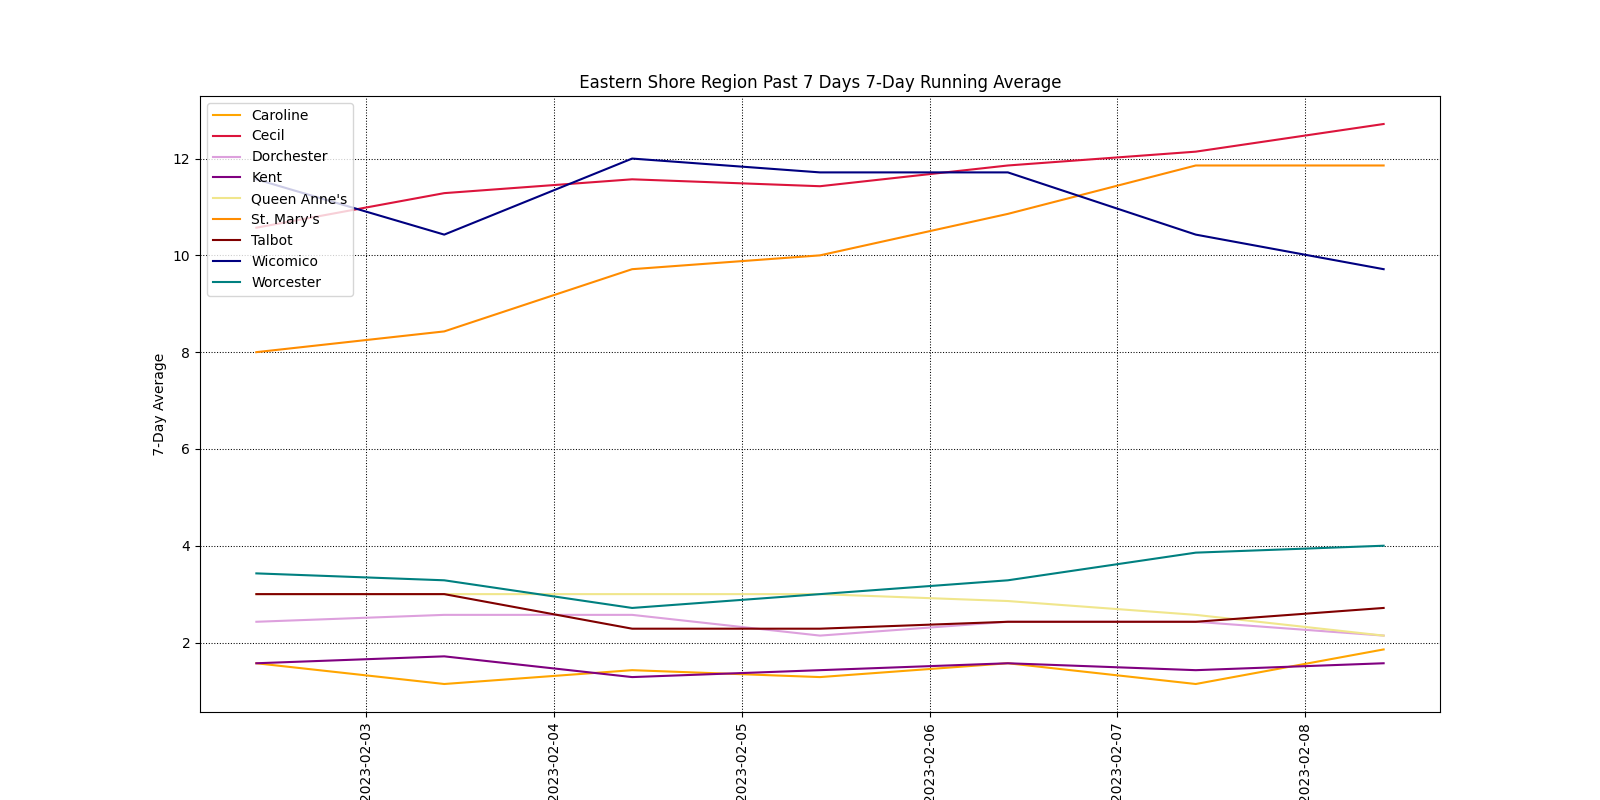 Eastern Shore Region Past 7 Days 7-Day Running Average
Caroline
Cecil
Dorchester
Kent
Queen Anne's
St. Mary's
Talbot
Wicomico
Worcester
7-Day Average
12
10
8
6
4
2
2023-02-03
2023-02-04
2023-02-05
2023-02-06
2023-02-07
2023-02-08